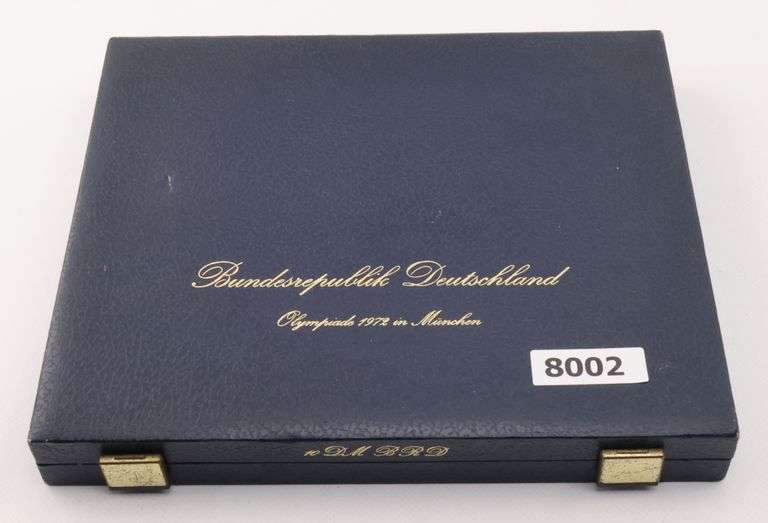 Bundesrepublik Deutschland
Olympiade 1972 in München
8002
10 DM BRD